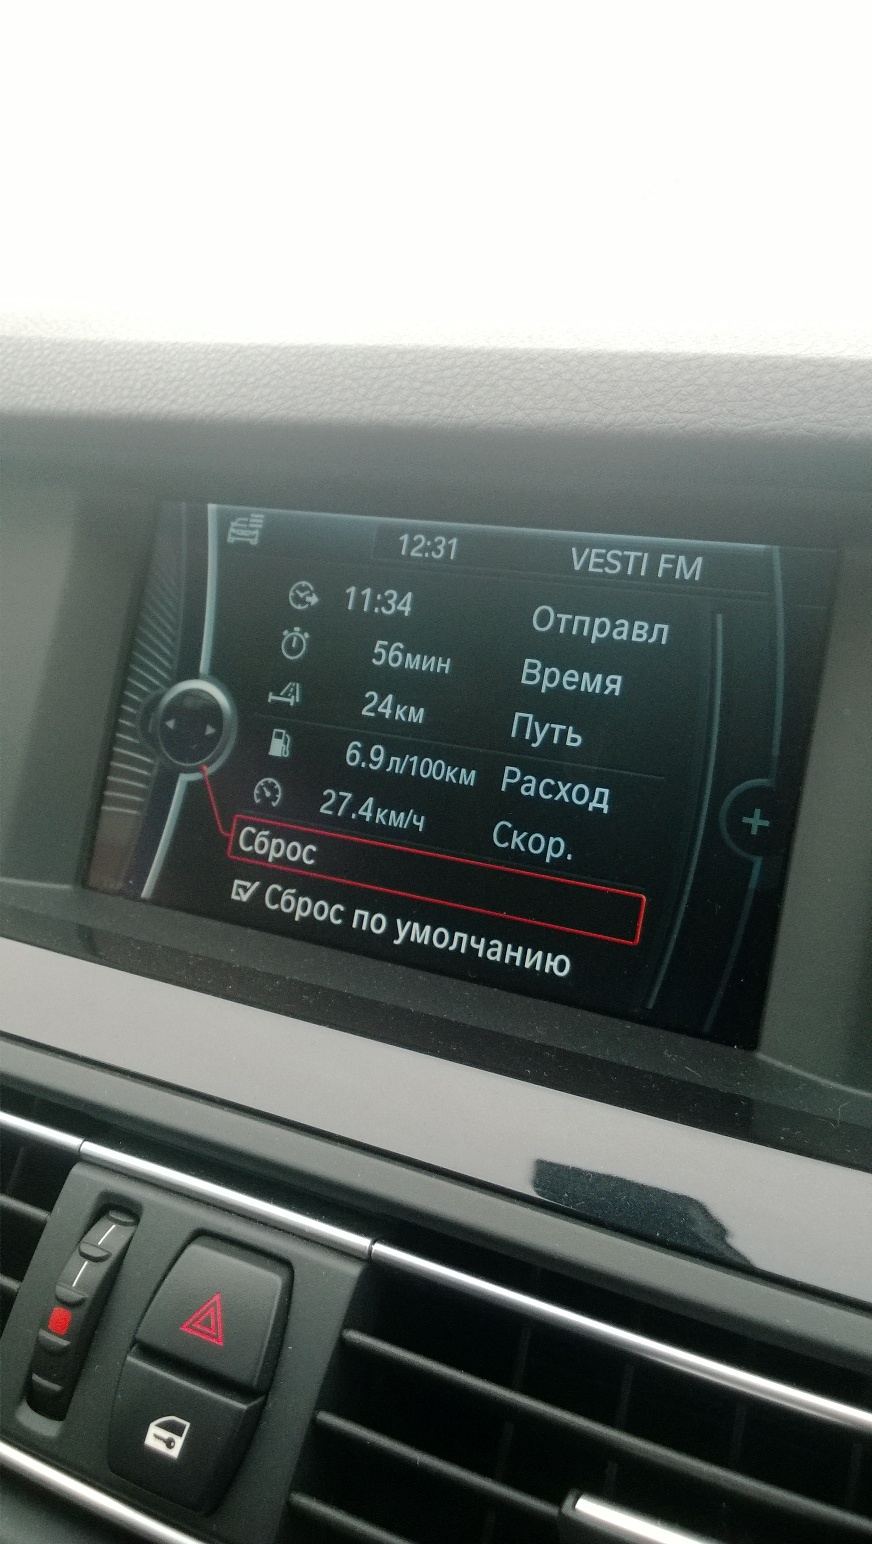 12:31 VESTI FM
11:34 Отправл
56мин Время
24км Путь
6.9л/100км Расход
27.4км/ч Скор.
Сброс
Сброс по умолчанию